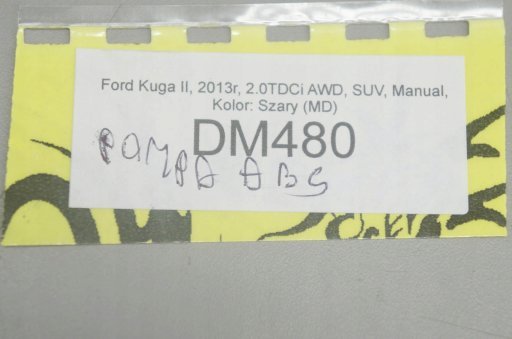 Ford Kuga II, 2013r, 2.0TDCi AWD, SUV, Manual,
Kolor: Szary (MD)
DM480
POMPA ABS